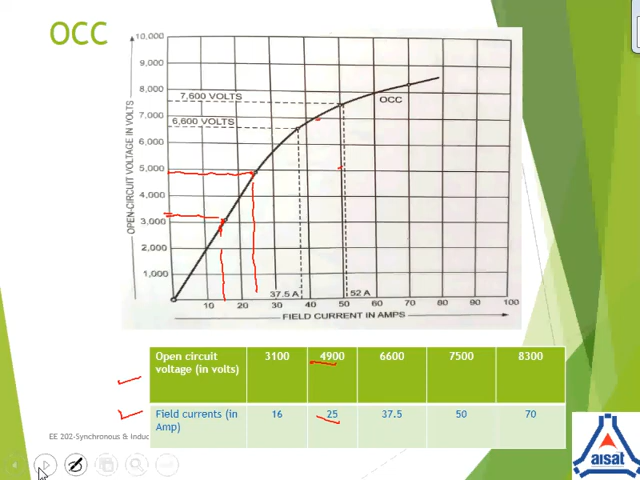 OCC
10,000
9,000
8,000
7,600 VOLTS
OCC
7,000
6,600 VOLTS
6,000
5,000
4,000
3,000
2,000
1,000
OPEN-CIRCUIT VOLTAGE IN VOLTS
37.5 A
52 A
10 20 30 40 50 60 70 80 90 100
FIELD CURRENT IN AMPS
Open circuit voltage (in volts) 3100 4900 6600 7500 8300
Field currents (in Amp) 16 25 37.5 50 70
EE 202-Synchronous & Induc
aisat